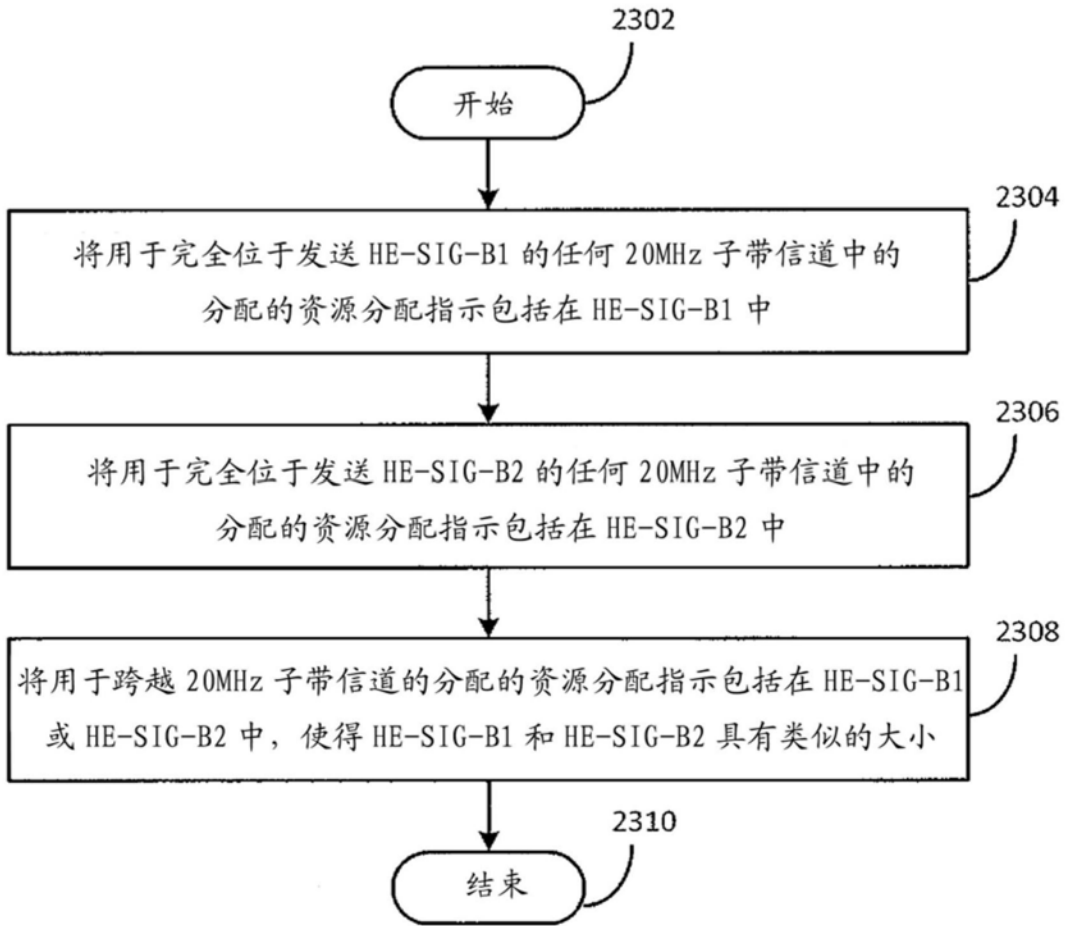 2302
开始
2304
将用于完全位于发送 HE-SIG-B1 的任何 20MHz 子带信道中的
分配的资源分配指示包括在 HE-SIG-B1 中
2306
将用于完全位于发送 HE-SIG-B2 的任何 20MHz 子带信道中的
分配的资源分配指示包括在 HE-SIG-B2 中
2308
将用于跨越 20MHz 子带信道的分配的资源分配指示包括在 HE-SIG-B1
或 HE-SIG-B2 中，使得 HE-SIG-B1 和 HE-SIG-B2 具有类似的大小
2310
结束